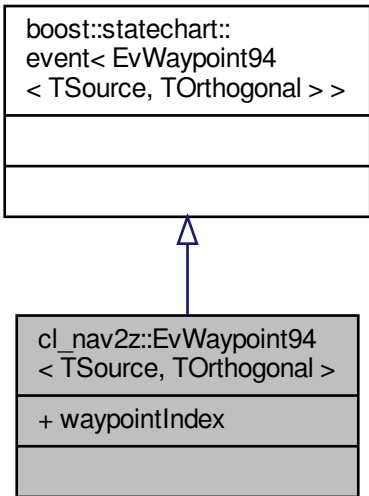 boost::statechart::
event< EvWaypoint94
< TSource, TOrthogonal > >
cl_nav2z::EvWaypoint94
< TSource, TOrthogonal >
+ waypointIndex